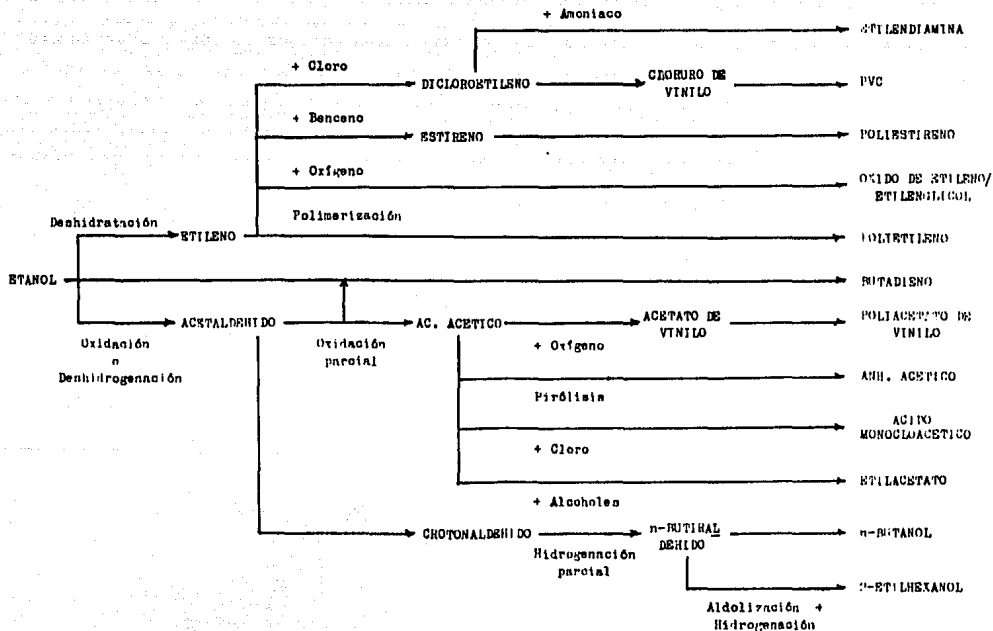 + Amoniaco
ETILENDIAMINA
+ Cloro
DICLOROETILENO
CLORURO DE
VINILO
PVC
+ Benceno
ESTIRENO
POLIESTIRENO
+ Oxígeno
OXIDO DE ETILENO/
ETILENGLICOL
Polimerización
Deshidratación
ETILENO
POLIETILENO
ETANOL
BUTADIENO
ACETALDEHIDO
AC. ACETICO
ACETATO DE
VINILO
POLIACETATO DE
VINILO
Oxidación
o
Deshidrogenación
Oxidación
parcial
+ Oxígeno
ANH. ACETICO
Pirólisis
ACIDO
MONOCLOACETICO
+ Cloro
ETILACETATO
+ Alcoholes
CROTONALDEHIDO
n-BUTIRAL
DEHIDO
n-BUTANOL
Hidrogenación
parcial
2-ETILHEXANOL
Aldolización +
Hidrogenación